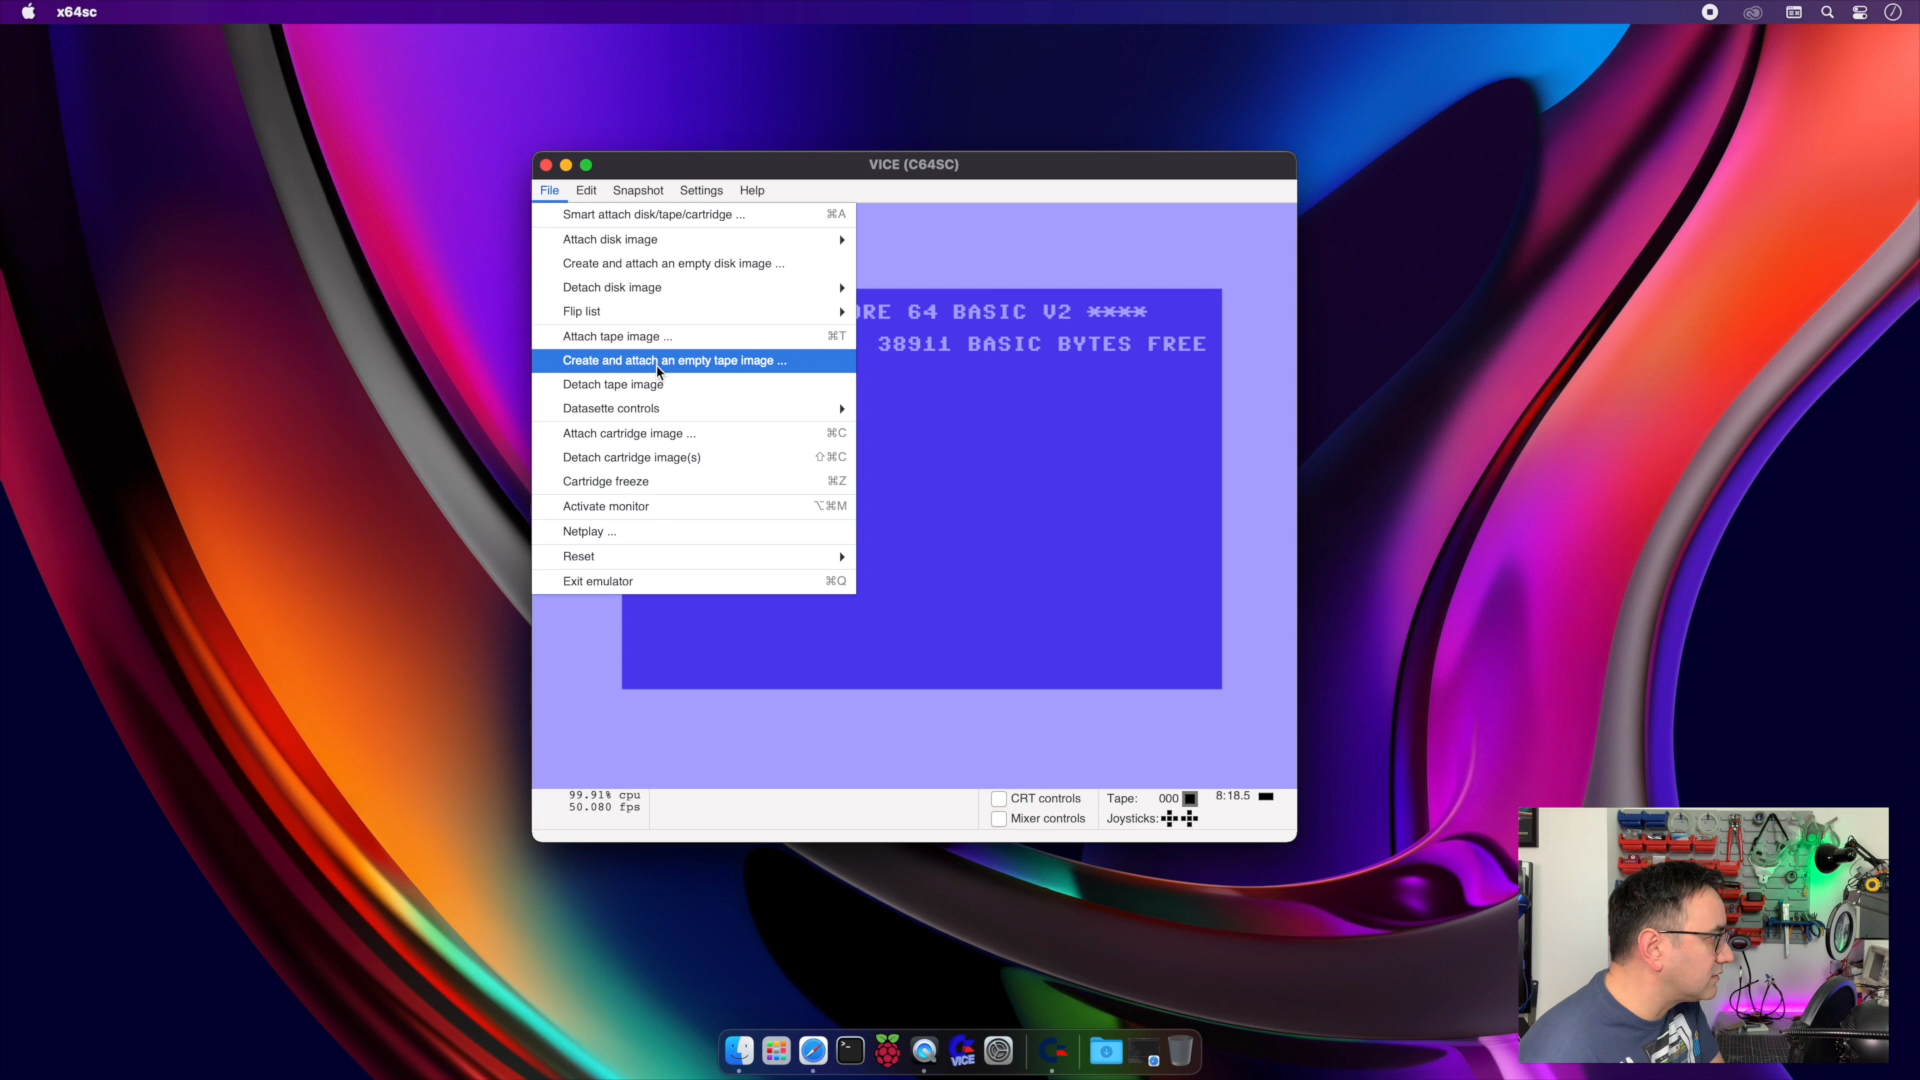 x64sc
VICE (C64SC)
File Edit Snapshot Settings Help
Smart attach disk/tape/cartridge ... ⌘A
Attach disk image
Create and attach an empty disk image ...
Detach disk image
Flip list
Attach tape image ... ⌘T
Create and attach an empty tape image ...
Detach tape image
Datasette controls
Attach cartridge image ... ⌘C
Detach cartridge image(s) ⇧⌘C
Cartridge freeze ⌘Z
Activate monitor ⌥⌘M
Netplay ...
Reset
Exit emulator ⌘Q
ORE 64 BASIC V2 ****
38911 BASIC BYTES FREE
99.91% cpu
50.080 fps
CRT controls
Mixer controls
Tape: 000
Joysticks:
8:18.5
VICE